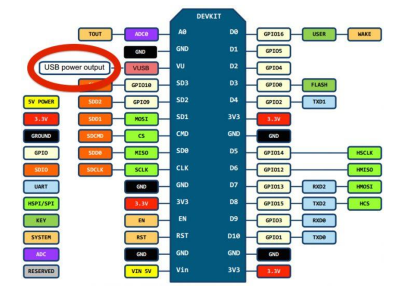 DEVKIT
TOUT ADC0 A0 D0 GPIO16 USER WAKE
GND GND D1 GPIO5
USB power output VUSB VU D2 GPIO4
GPIO10 SD3 D3 GPIO0 FLASH
5V POWER SDD2 GPIO9 SD2 D4 GPIO2 TXD1
3.3V SDD1 MOSI SD1 3V3 3.3V
GROUND SDCMD CS CMD GND GND
GPIO SDD0 MISO SD0 D5 GPIO14 HSCLK
SDIO SDCLK SCLK CLK D6 GPIO12 HMISO
UART GND GND D7 GPIO13 RXD2 HMOSI
HSPI/SPI 3.3V 3V3 D8 GPIO15 TXD2 HCS
KEY EN EN D9 GPIO3 RXD0
SYSTEM RST RST D10 GPIO1 TXD0
ADC GND GND GND GND
RESERVED VIN 5V Vin 3V3 3.3V